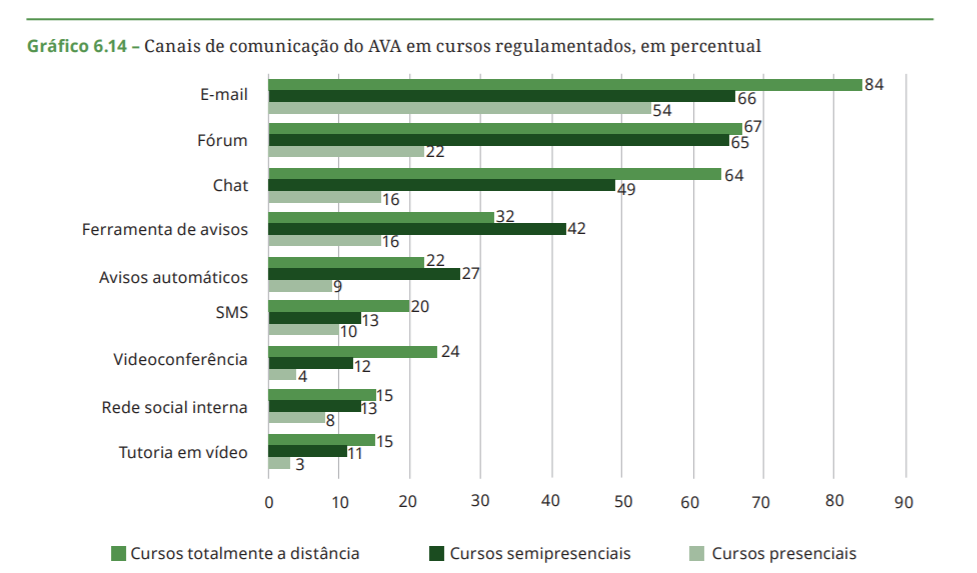 Gráfico 6.14 – Canais de comunicação do AVA em cursos regulamentados, em percentual
E-mail 84 66 54
Fórum 67 65 22
Chat 64 49 16
Ferramenta de avisos 32 42 16
Avisos automáticos 22 27 9
SMS 20 13 10
Videoconferência 24 12 4
Rede social interna 15 13 8
Tutoria em vídeo 15 11 3
0 10 20 30 40 50 60 70 80 90
Cursos totalmente a distância Cursos semipresenciais Cursos presenciais